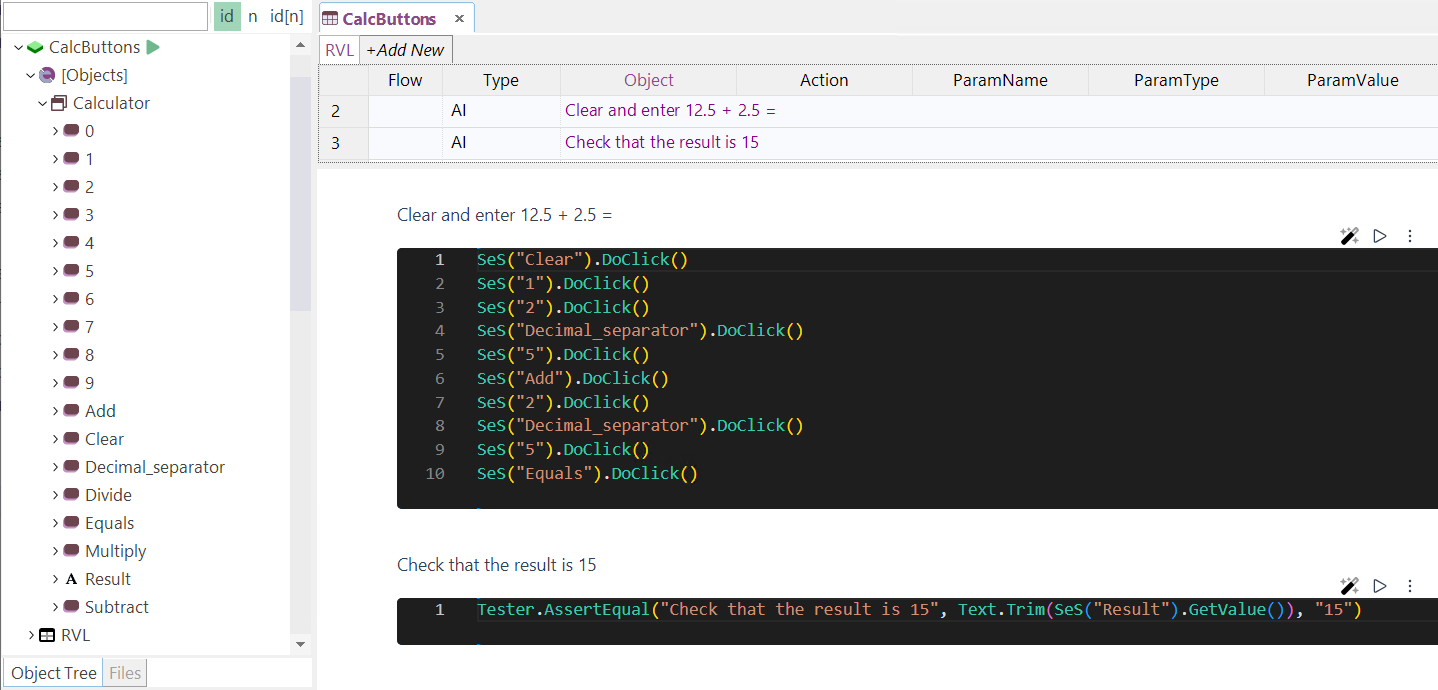 id n id[n]
CalcButtons
[Objects]
Calculator
0
1
2
3
4
5
6
7
8
9
Add
Clear
Decimal_separator
Divide
Equals
Multiply
A Result
Subtract
RVL
Object Tree Files
CalcButtons ×
RVL +Add New
Flow Type Object Action ParamName ParamType ParamValue
2 AI Clear and enter 12.5 + 2.5 =
3 AI Check that the result is 15
Clear and enter 12.5 + 2.5 =
1 SeS("Clear").DoClick()
2 SeS("1").DoClick()
3 SeS("2").DoClick()
4 SeS("Decimal_separator").DoClick()
5 SeS("5").DoClick()
6 SeS("Add").DoClick()
7 SeS("2").DoClick()
8 SeS("Decimal_separator").DoClick()
9 SeS("5").DoClick()
10 SeS("Equals").DoClick()
Check that the result is 15
1 Tester.AssertEqual("Check that the result is 15", Text.Trim(SeS("Result").GetValue()), "15")